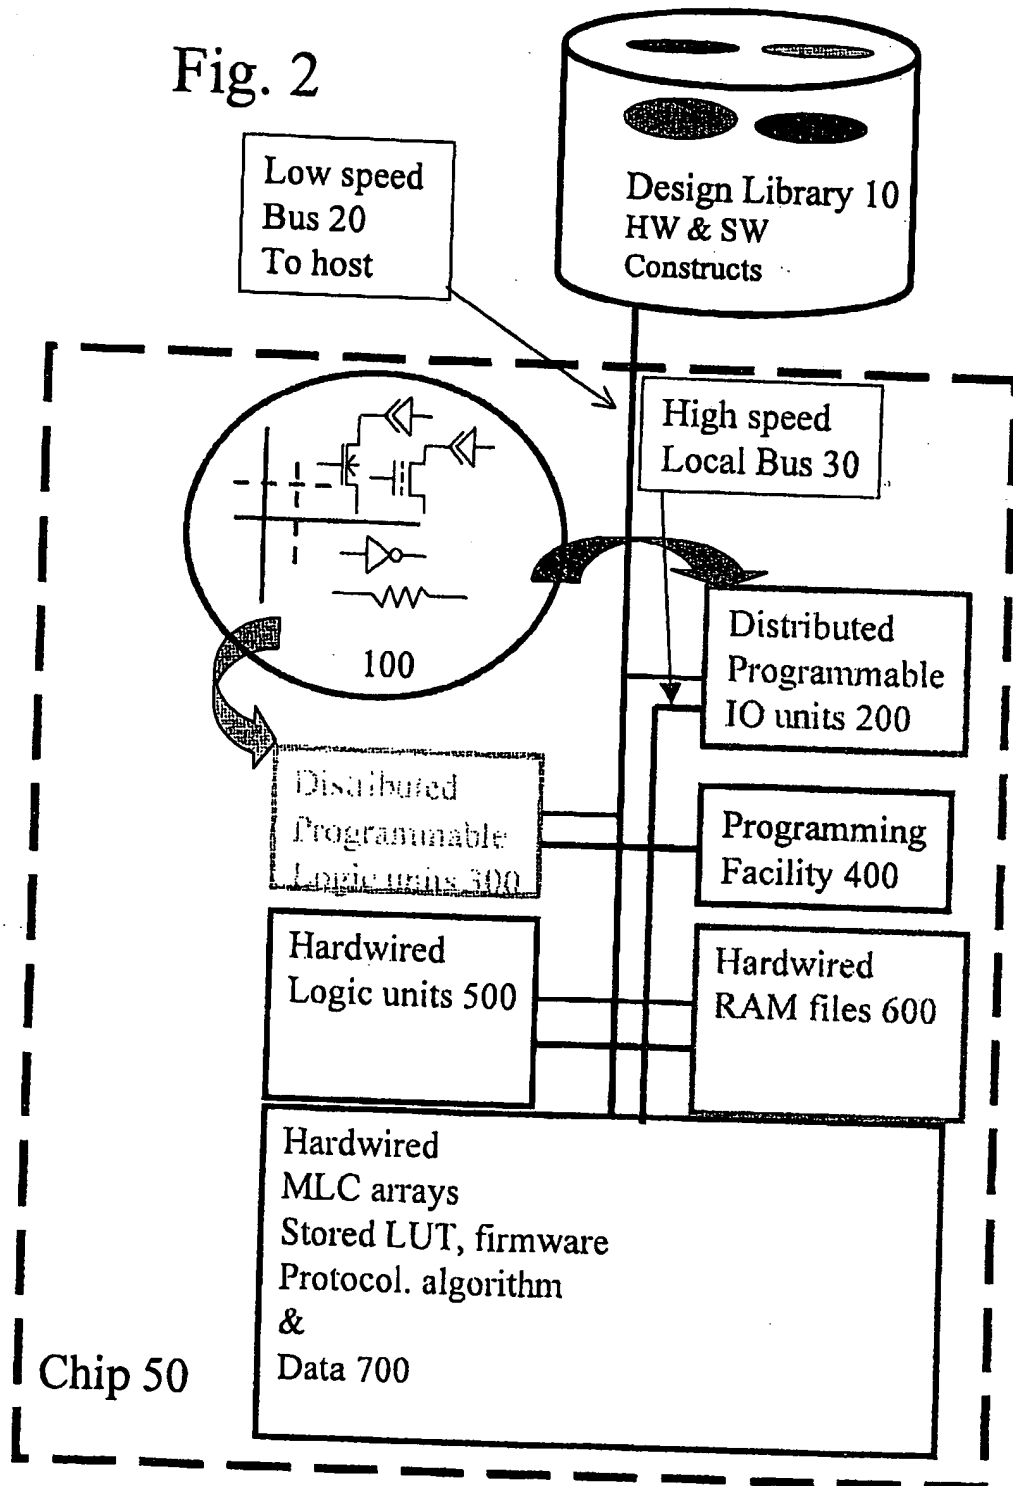 Fig. 2
Low speed
Bus 20
To host
Design Library 10
HW & SW
Constructs
High speed
Local Bus 30
100
Distributed
Programmable
IO units 200
Distributed
Programmable
Logic units 300
Programming
Facility 400
Hardwired
Logic units 500
Hardwired
RAM files 600
Hardwired
MLC arrays
Stored LUT, firmware
Protocol. algorithm
&
Data 700
Chip 50